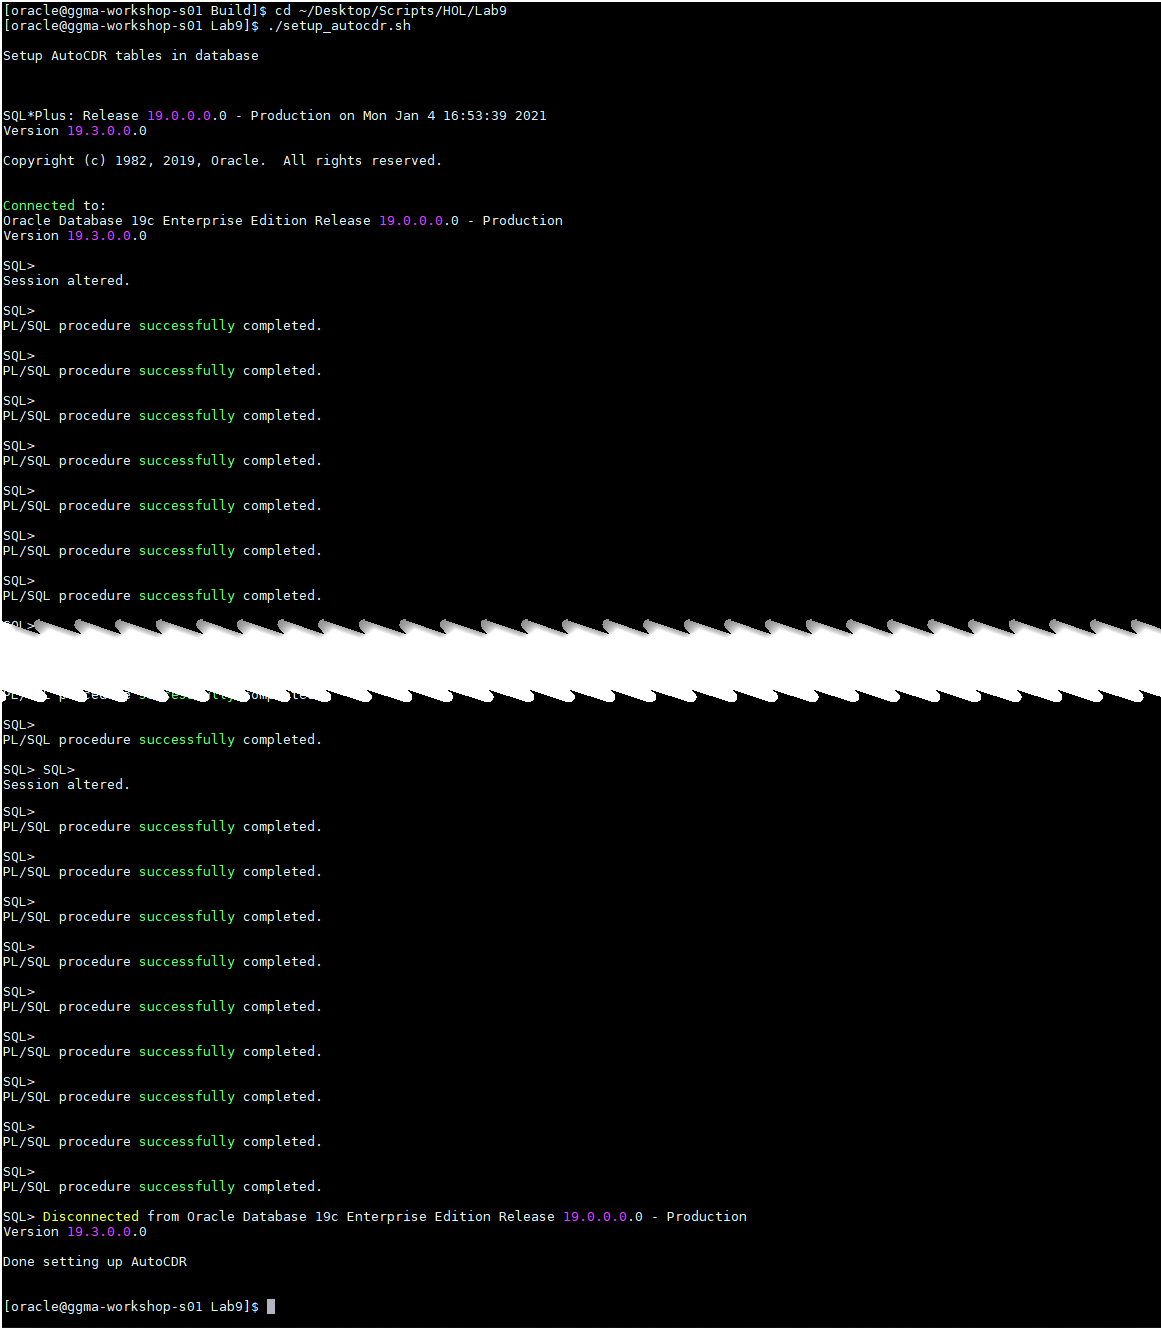 [oracle@ggma-workshop-s01 Build]$ cd ~/Desktop/Scripts/HOL/Lab9
[oracle@ggma-workshop-s01 Lab9]$ ./setup_autocdr.sh
Setup AutoCDR tables in database
SQL*Plus: Release 19.0.0.0.0 - Production on Mon Jan 4 16:53:39 2021
Version 19.3.0.0.0
Copyright (c) 1982, 2019, Oracle.  All rights reserved.
Connected to:
Oracle Database 19c Enterprise Edition Release 19.0.0.0.0 - Production
Version 19.3.0.0.0
SQL>
Session altered.
SQL>
PL/SQL procedure successfully completed.
SQL>
PL/SQL procedure successfully completed.
SQL>
PL/SQL procedure successfully completed.
SQL>
PL/SQL procedure successfully completed.
SQL>
PL/SQL procedure successfully completed.
SQL>
PL/SQL procedure successfully completed.
SQL>
PL/SQL procedure successfully completed.
SQL>
PL/SQL procedure successfully completed.
SQL> SQL>
Session altered.
SQL>
PL/SQL procedure successfully completed.
SQL>
PL/SQL procedure successfully completed.
SQL>
PL/SQL procedure successfully completed.
SQL>
PL/SQL procedure successfully completed.
SQL>
PL/SQL procedure successfully completed.
SQL>
PL/SQL procedure successfully completed.
SQL>
PL/SQL procedure successfully completed.
SQL>
PL/SQL procedure successfully completed.
SQL>
PL/SQL procedure successfully completed.
SQL> Disconnected from Oracle Database 19c Enterprise Edition Release 19.0.0.0.0 - Production
Version 19.3.0.0.0
Done setting up AutoCDR
[oracle@ggma-workshop-s01 Lab9]$